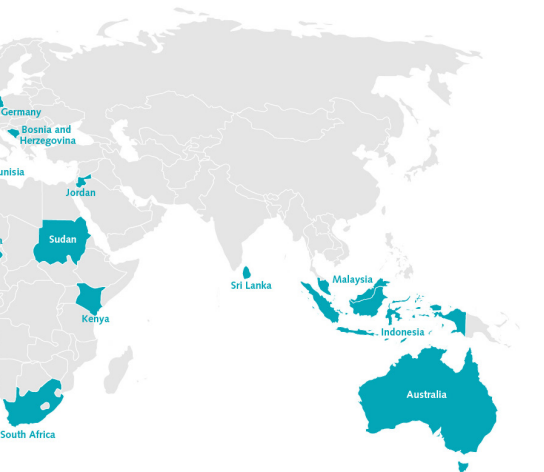 Germany
Bosnia and
Herzegovina
unisia
Jordan
Sudan
a
Sri Lanka
Malaysia
Kenya
Indonesia
Australia
South Africa